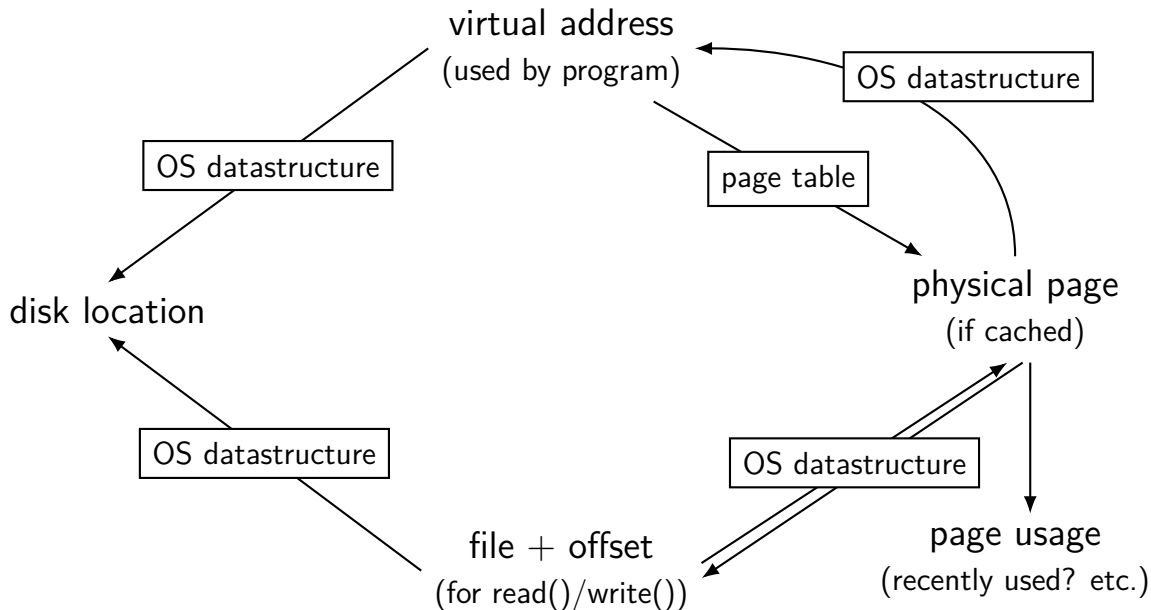 virtual address
(used by program)
OS datastructure
OS datastructure
page table
physical page
(if cached)
disk location
OS datastructure
OS datastructure
file + offset
(for read()/write())
page usage
(recently used? etc.)